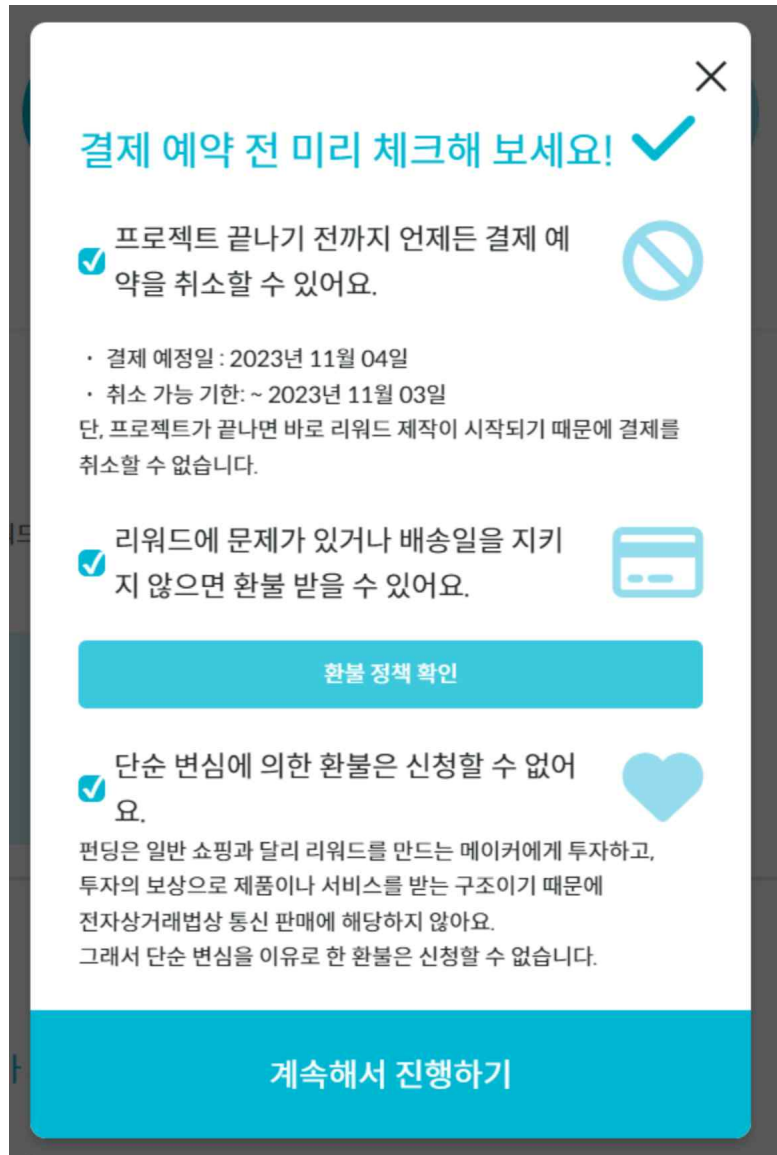 결제 예약 전 미리 체크해 보세요!
프로젝트 끝나기 전까지 언제든 결제 예
약을 취소할 수 있어요.
· 결제 예정일 : 2023년 11월 04일
· 취소 가능 기한: ~ 2023년 11월 03일
단, 프로젝트가 끝나면 바로 리워드 제작이 시작되기 때문에 결제를
취소할 수 없습니다.
리워드에 문제가 있거나 배송일을 지키
지 않으면 환불 받을 수 있어요.
환불 정책 확인
단순 변심에 의한 환불은 신청할 수 없어
요.
펀딩은 일반 쇼핑과 달리 리워드를 만드는 메이커에게 투자하고,
투자의 보상으로 제품이나 서비스를 받는 구조이기 때문에
전자상거래법상 통신 판매에 해당하지 않아요.
그래서 단순 변심을 이유로 한 환불은 신청할 수 없습니다.
계속해서 진행하기